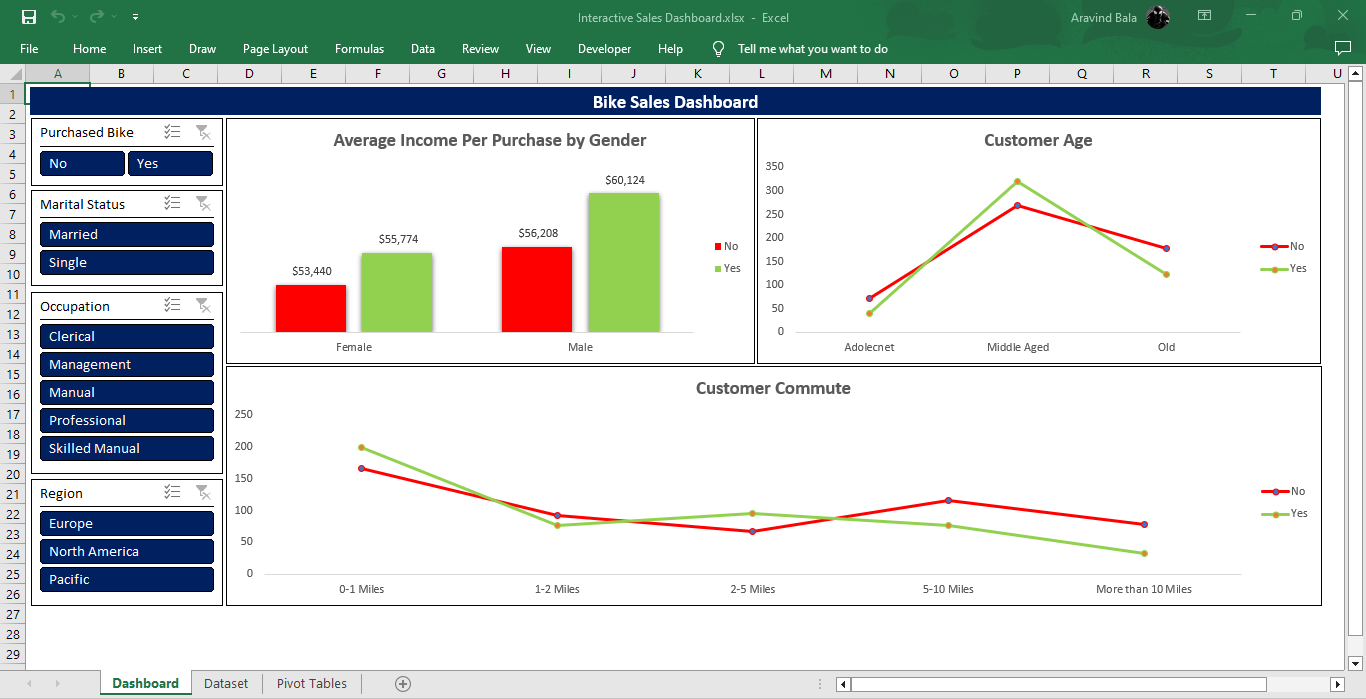 Interactive Sales Dashboard.xlsx - Excel
Aravind Bala
File Home Insert Draw Page Layout Formulas Data Review View Developer Help Tell me what you want to do
A B C D E F G H I J K L M N O P Q R S T U
1
2
3
4
5
6
7
8
9
10
11
12
13
14
15
16
17
18
19
20
21
22
23
24
25
26
27
28
29
Bike Sales Dashboard
Purchased Bike
No Yes
Marital Status
Married
Single
Occupation
Clerical
Management
Manual
Professional
Skilled Manual
Region
Europe
North America
Pacific
Average Income Per Purchase by Gender
$60,124
$56,208
$55,774
$53,440
No
Yes
Female Male
Customer Age
350
300
250
200
150
100
50
0
Adolecnet Middle Aged Old
No
Yes
Customer Commute
250
200
150
100
50
0
0-1 Miles 1-2 Miles 2-5 Miles 5-10 Miles More than 10 Miles
No
Yes
Dashboard Dataset Pivot Tables